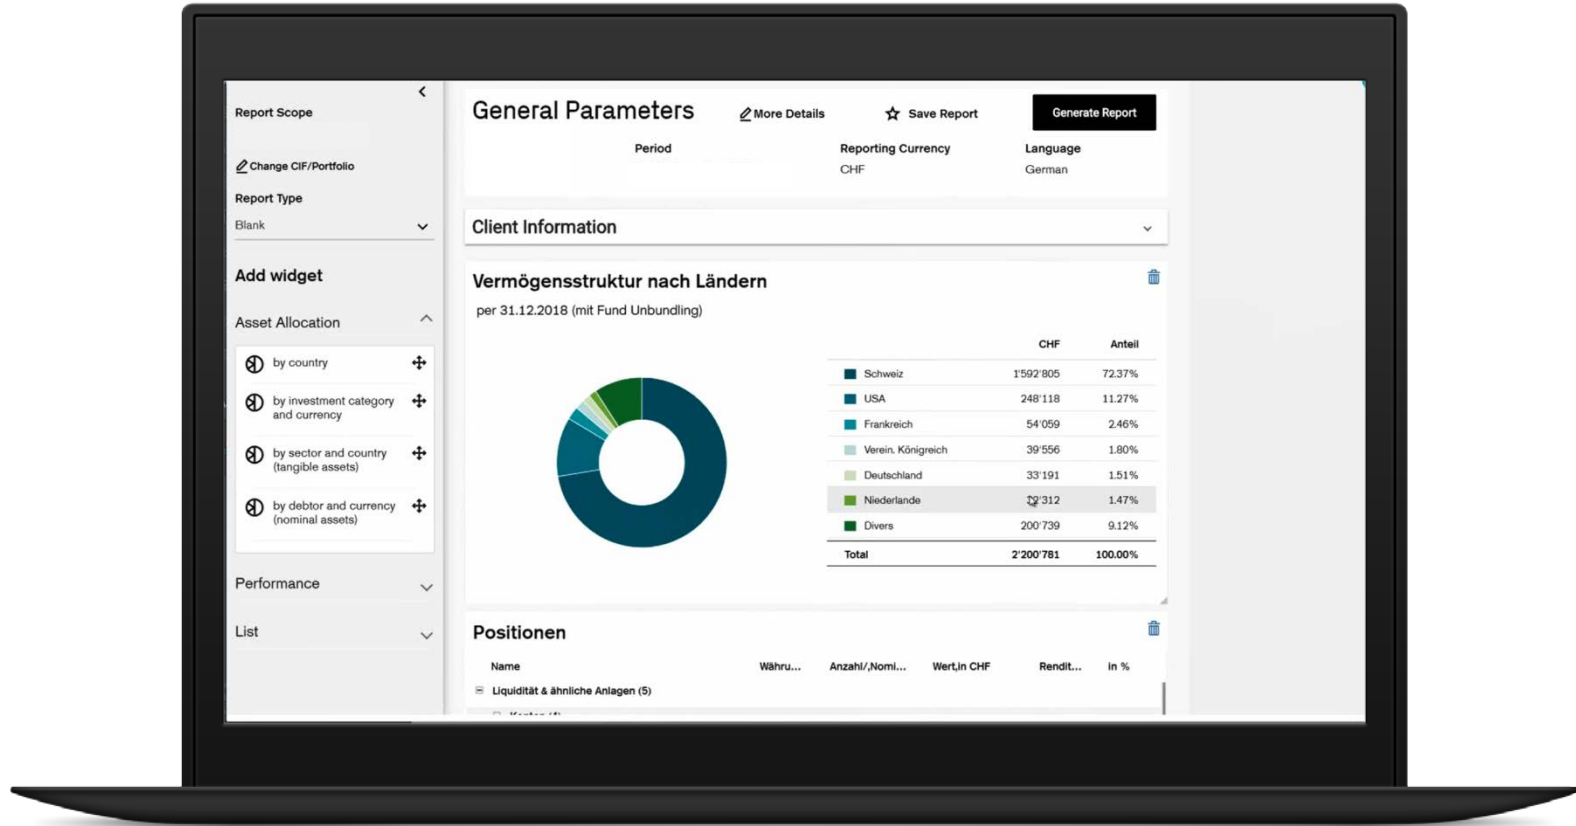 Report Scope
Change CIF/Portfolio
Report Type
Blank
Add widget
Asset Allocation
by country
by investment category
and currency
by sector and country
(tangible assets)
by debtor and currency
(nominal assets)
Performance
List
General Parameters More Details Save Report Generate Report
Period Reporting Currency Language
CHF German
Client Information
Vermögensstruktur nach Ländern
per 31.12.2018 (mit Fund Unbundling)
CHF Anteil
Schweiz 1'592'805 72.37%
USA 248'118 11.27%
Frankreich 54'059 2.46%
Verein. Königreich 39'556 1.80%
Deutschland 33'191 1.51%
Niederlande 1.47%
Divers 200'739 9.12%
Total 2'200'781 100.00%
Positionen
Name Währu... Anzahl/,Nomi... Wert,in CHF Rendit... in %
Liquidität & ähnliche Anlagen (5)